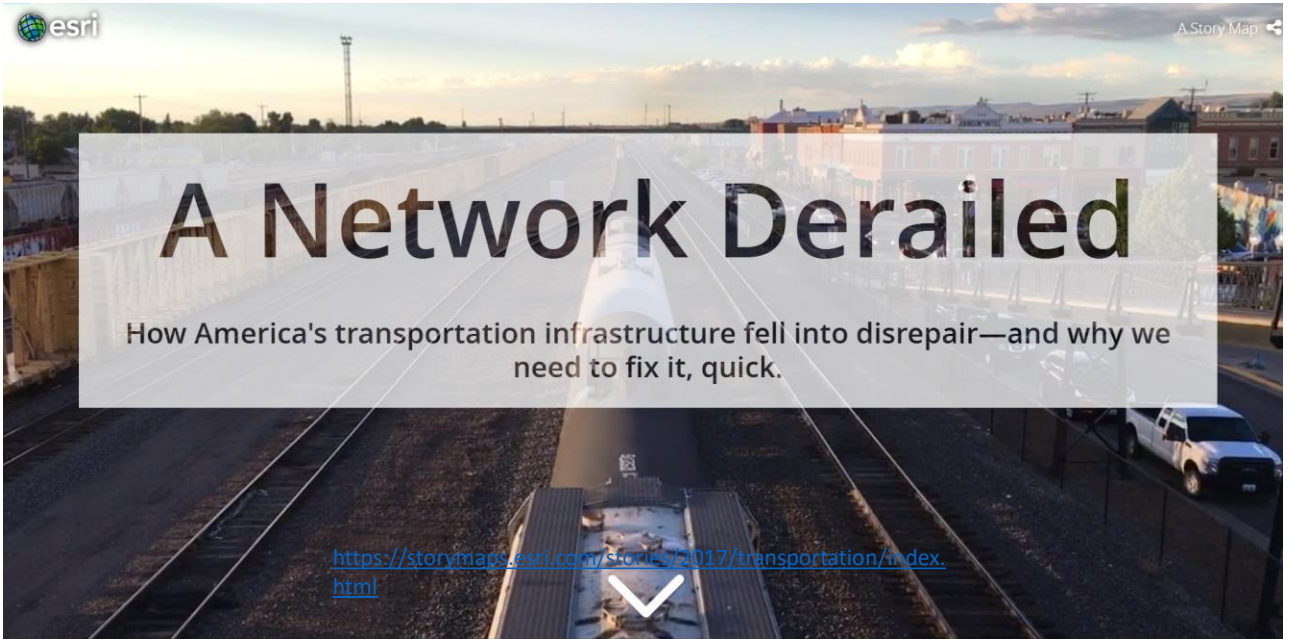 esri
A Story Map
A Network Derailed
How America's transportation infrastructure fell into disrepair—and why we
need to fix it, quick.
https://storymaps.esri.com/stories/2017/transportation/index.
html